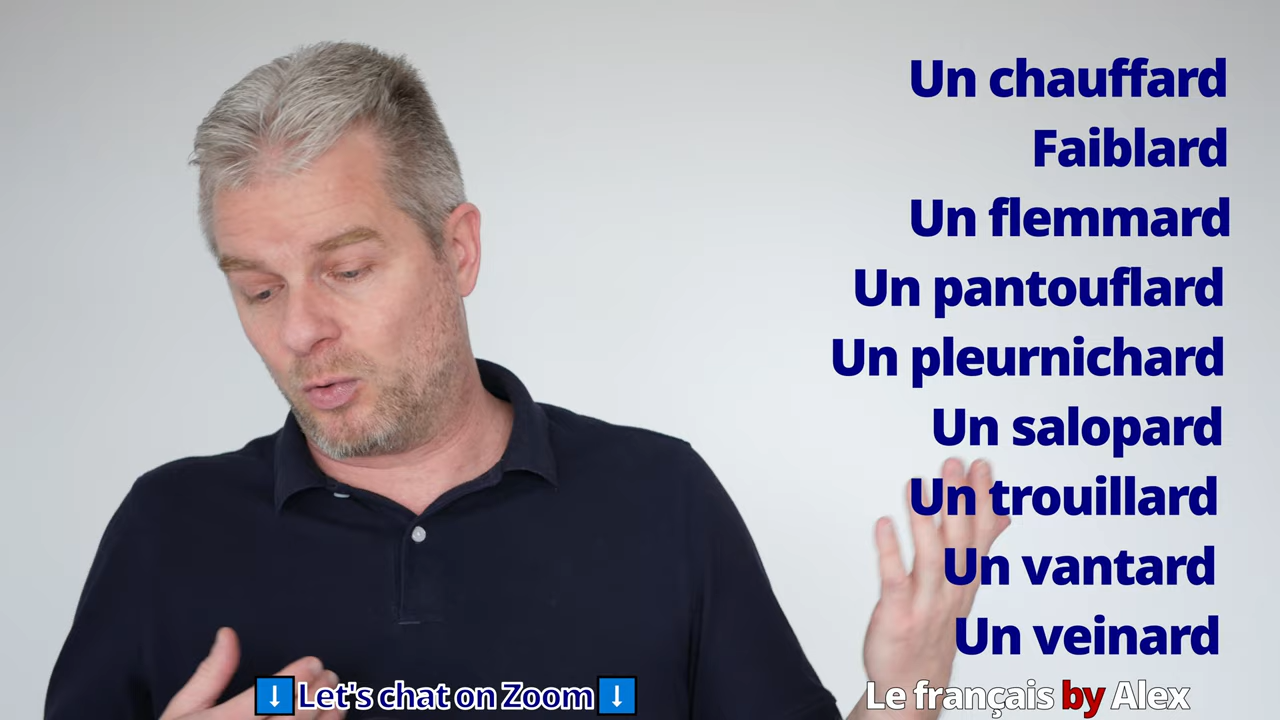 Un chauffard
Faiblard
Un flemmard
Un pantouflard
Un pleurnichard
Un salopard
Un trouillard
Un vantard
Un veinard
⬇Let's chat on Zoom⬇
Le français by Alex